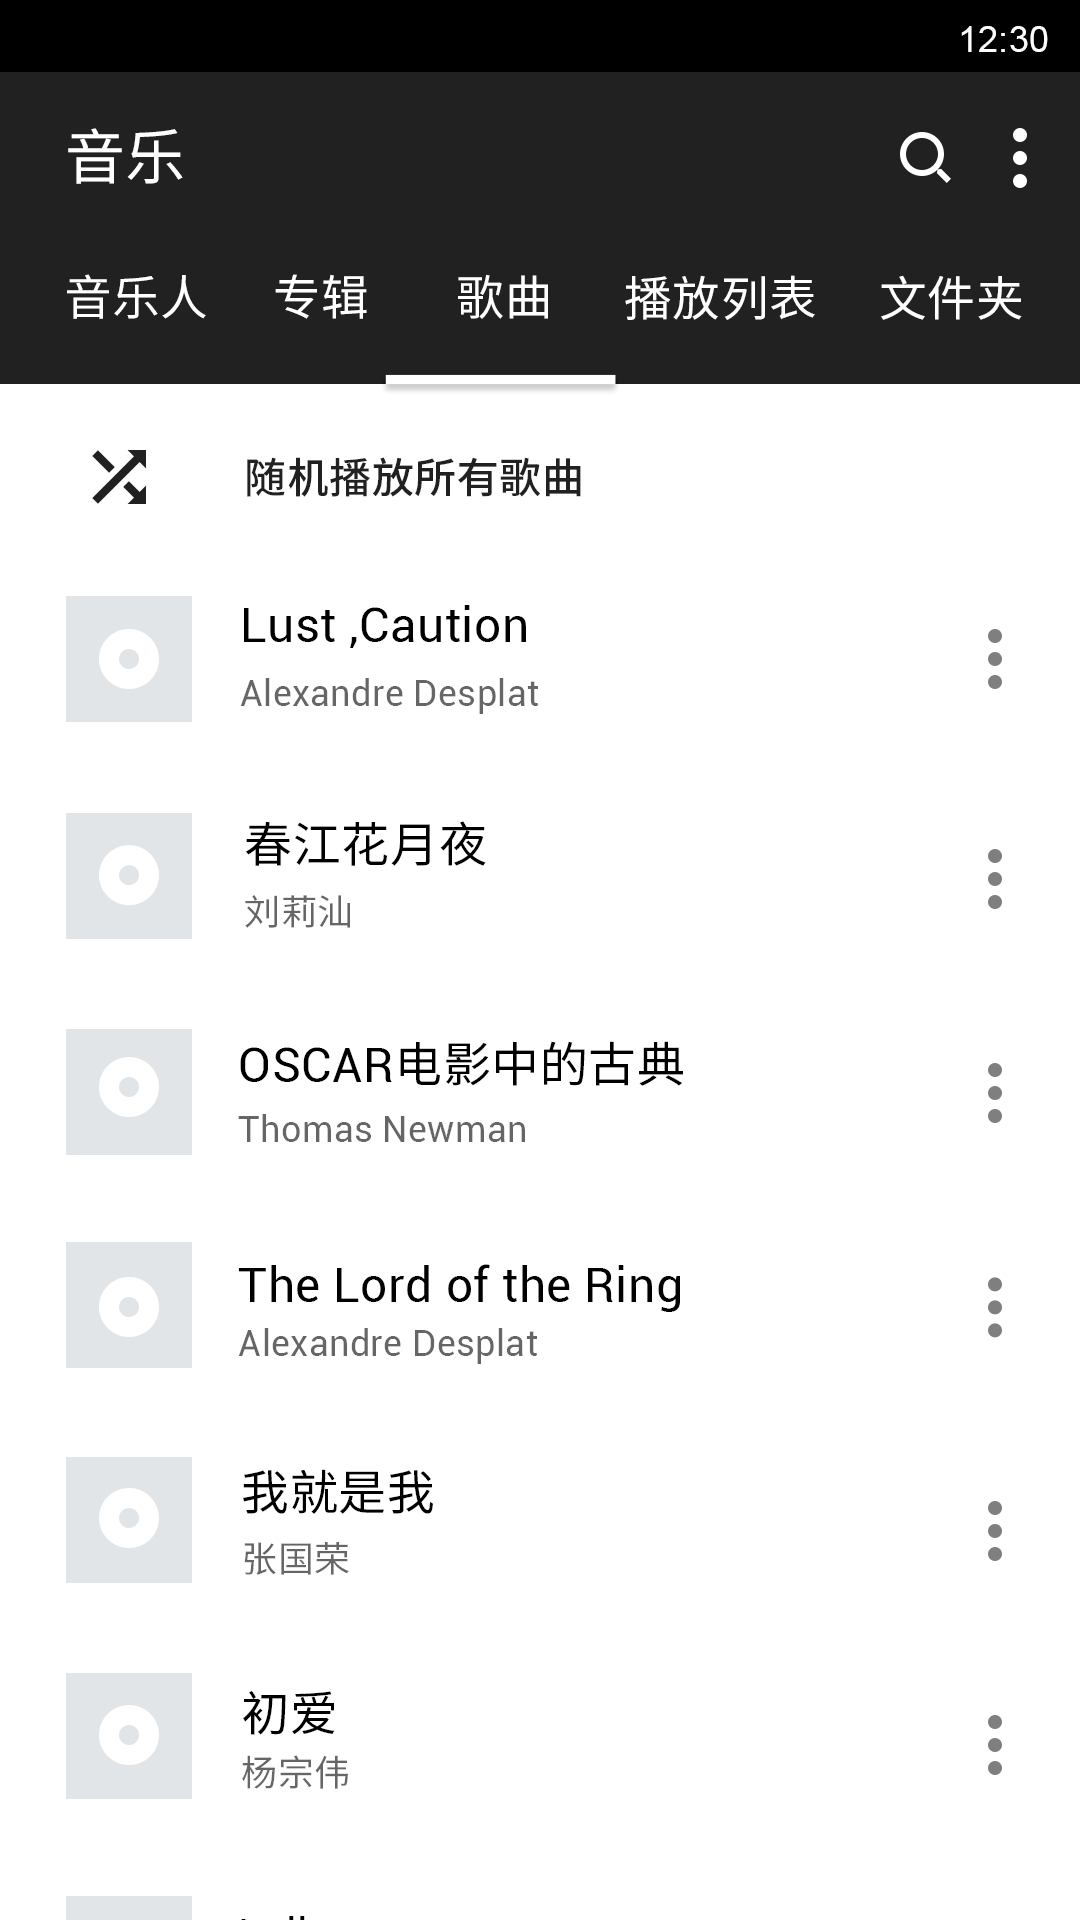 12:30
音乐
音乐人 专辑 歌曲 播放列表 文件夹
随机播放所有歌曲
Lust ,Caution
Alexandre Desplat
春江花月夜
刘莉汕
OSCAR电影中的古典
Thomas Newman
The Lord of the Ring
Alexandre Desplat
我就是我
张国荣
初爱
杨宗伟